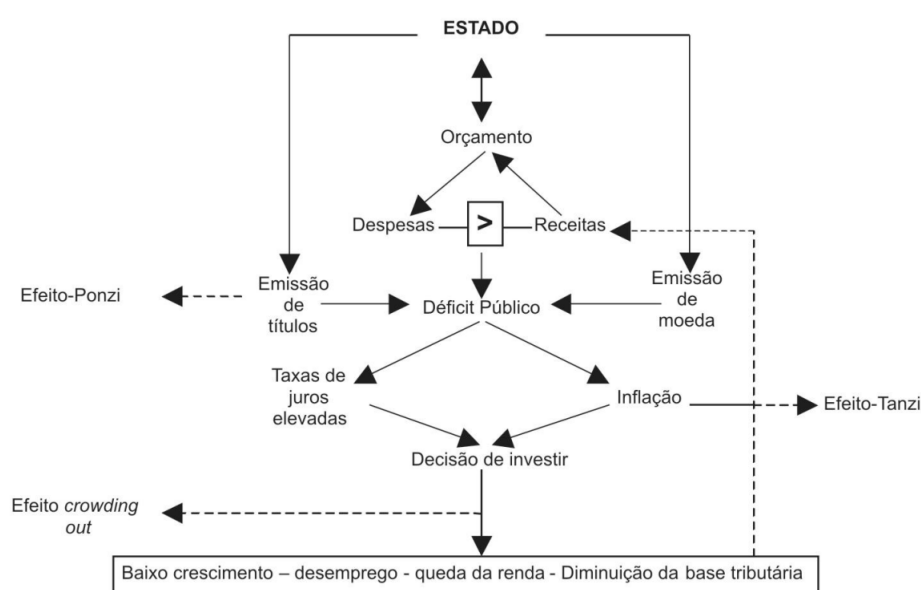 ESTADO
Orçamento
Despesas
>
Receitas
Efeito-Ponzi
Emissão
de
títulos
Déficit Público
Emissão
de
moeda
Taxas de
juros
elevadas
Inflação
Efeito-Tanzi
Decisão de investir
Efeito crowding
out
Baixo crescimento – desemprego - queda da renda - Diminuição da base tributária